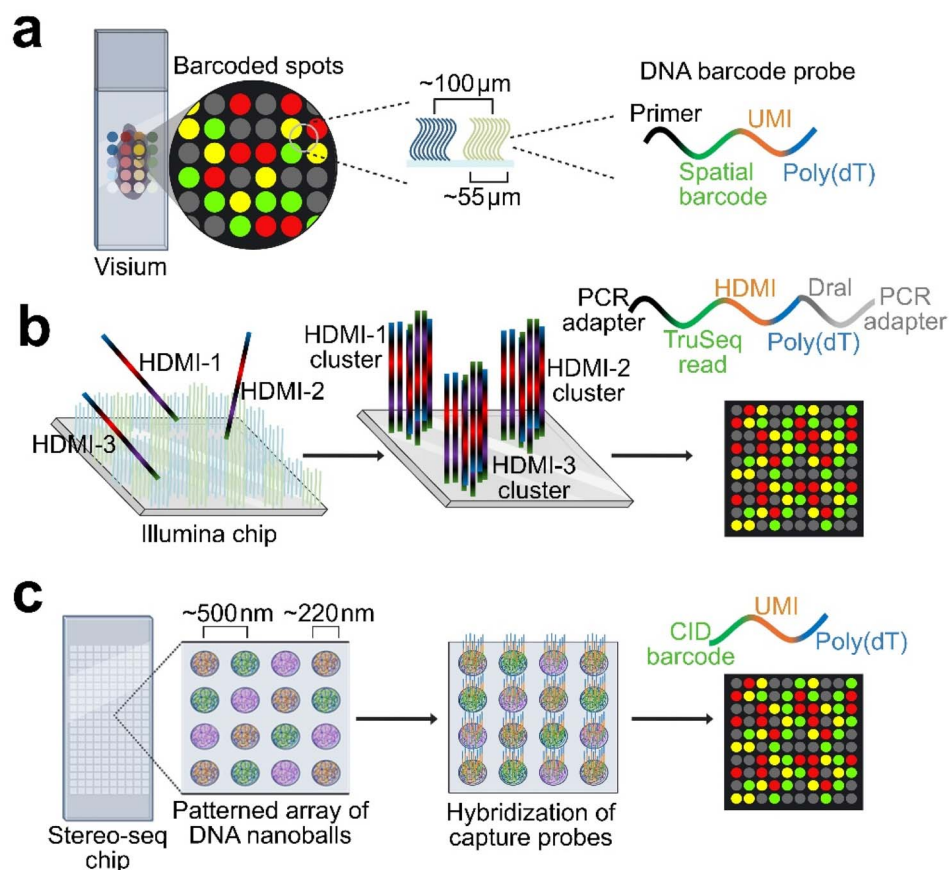 a
Barcoded spots
Visium
~100 μm
~55 μm
DNA barcode probe
Primer
UMI
Spatial
barcode
Poly(dT)
b
HDMI-1
HDMI-2
HDMI-3
Illumina chip
HDMI-1
cluster
HDMI-2
cluster
HDMI-3
cluster
PCR
adapter
HDMI
DraI
PCR
adapter
TruSeq
read
Poly(dT)
c
~500 nm
~220 nm
Stereo-seq
chip
Patterned array of
DNA nanoballs
Hybridization of
capture probes
CID
barcode
UMI
Poly(dT)